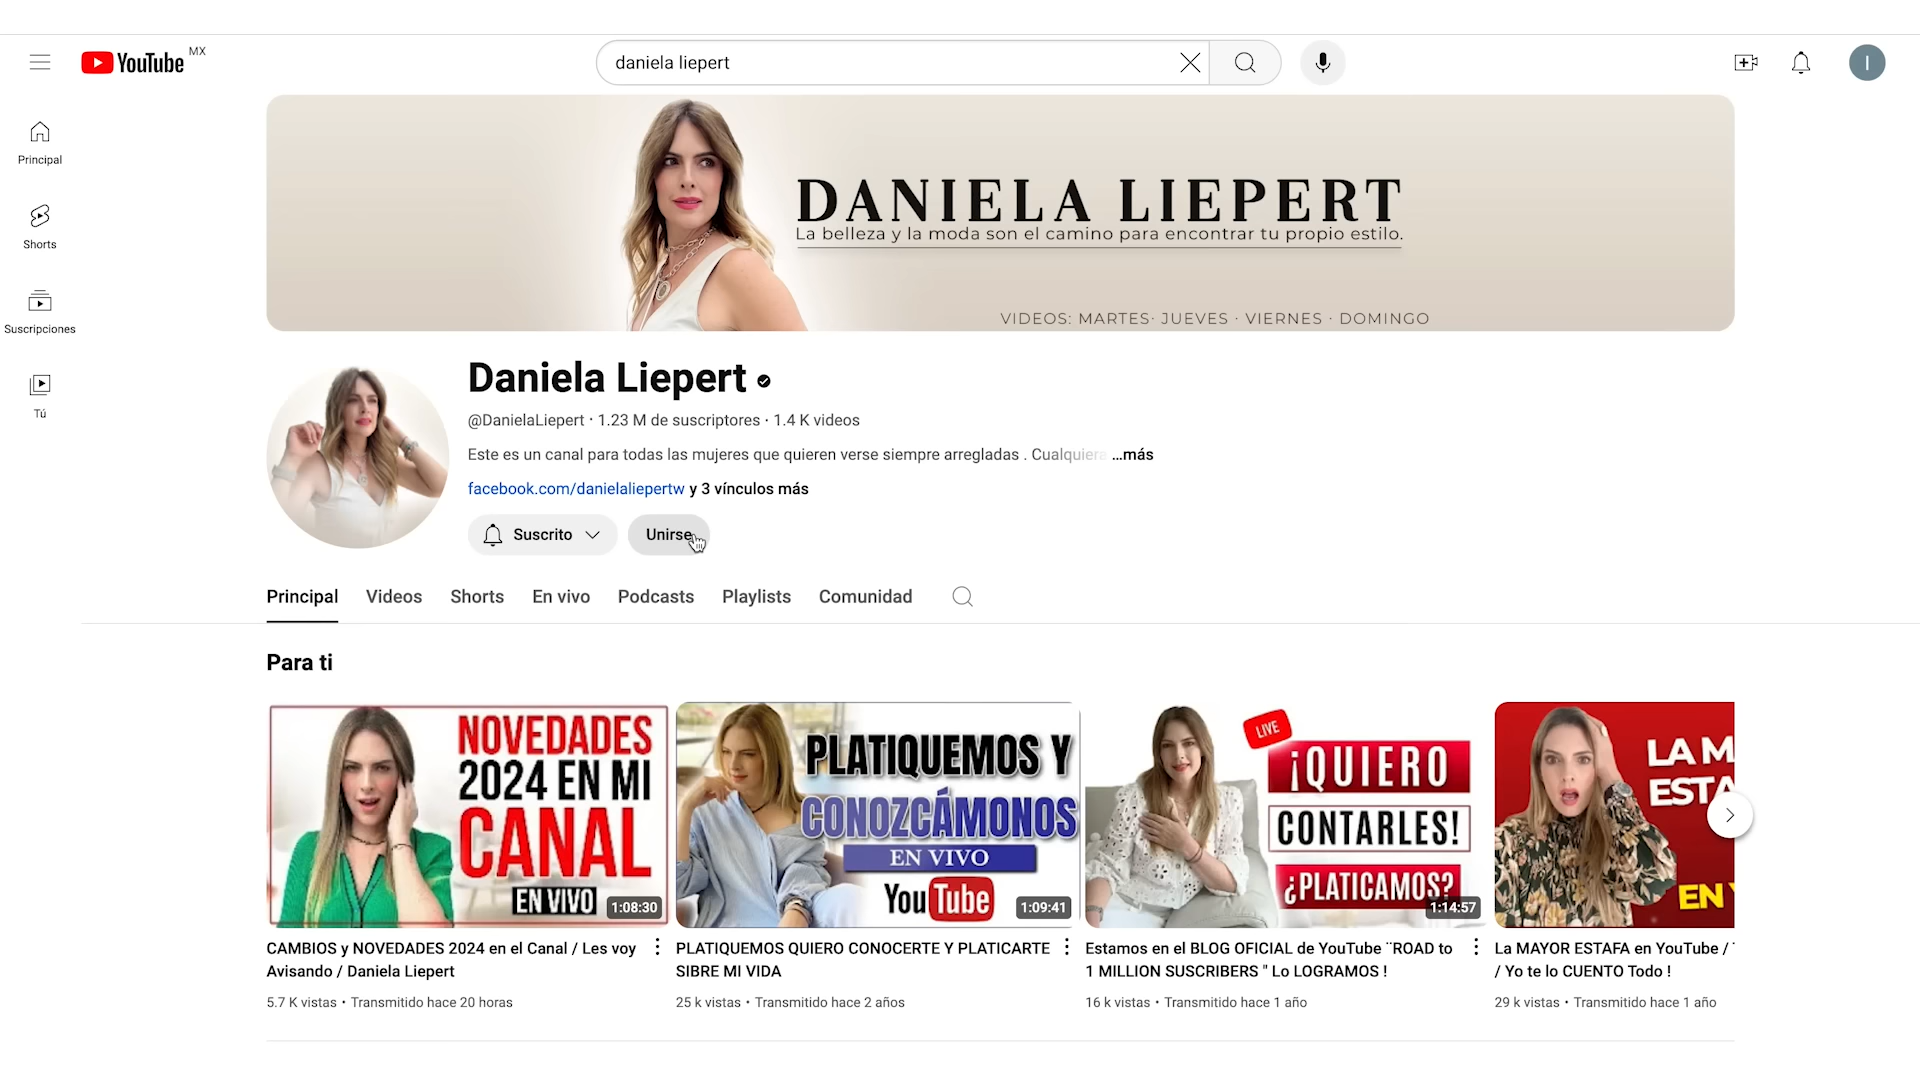 YouTube MX
daniela liepert
I
Principal
Shorts
Suscripciones
Tú
DANIELA LIEPERT
La belleza y la moda son el camino para encontrar tu propio estilo.
VIDEOS: MARTES· JUEVES · VIERNES · DOMINGO
Daniela Liepert
@DanielaLiepert · 1.23 M de suscriptores · 1.4 K videos
Este es un canal para todas las mujeres que quieren verse siempre arregladas . Cualquiera ...más
facebook.com/danielaliepertw y 3 vínculos más
Suscrito Unirse
Principal Videos Shorts En vivo Podcasts Playlists Comunidad
Para ti
NOVEDADES
2024 EN MI
CANAL
EN VIVO
1:08:30
PLATIQUEMOS Y
CONOZCÁMONOS
EN VIVO
YouTube
1:09:41
LIVE
¡QUIERO
CONTARLES!
¿PLATICAMOS?
1:14:57
LA M
ESTA
EN Y
CAMBIOS y NOVEDADES 2024 en el Canal / Les voy
Avisando / Daniela Liepert
5.7 K vistas • Transmitido hace 20 horas
PLATIQUEMOS QUIERO CONOCERTE Y PLATICARTE
SIBRE MI VIDA
25 k vistas • Transmitido hace 2 años
Estamos en el BLOG OFICIAL de YouTube ¨ROAD to
1 MILLION SUSCRIBERS " Lo LOGRAMOS !
16 k vistas • Transmitido hace 1 año
La MAYOR ESTAFA en YouTube /
/ Yo te lo CUENTO Todo !
29 k vistas • Transmitido hace 1 año